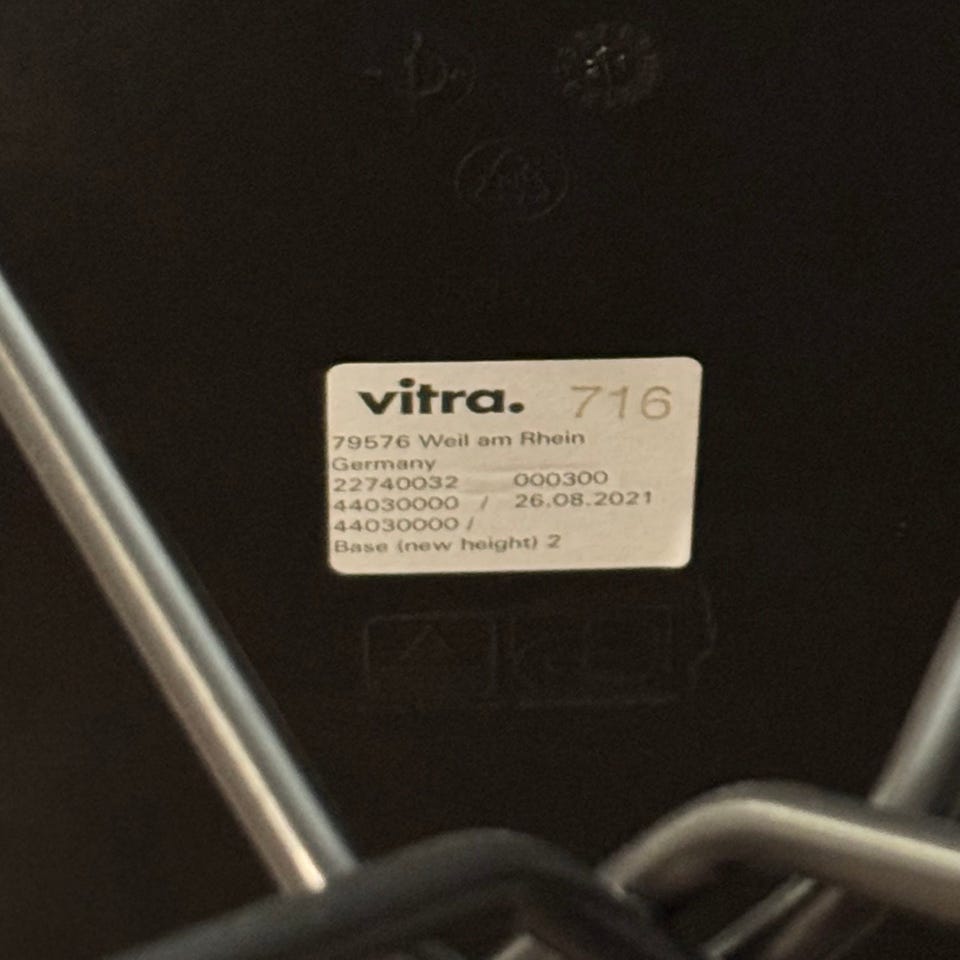 vitra. 716
79576 Weil am Rhein
Germany
22740032 000300
44030000 / 26.08.2021
44030000 /
Base (new height) 2